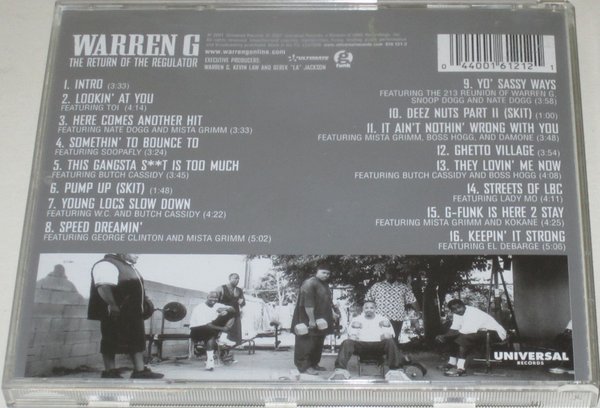 WARREN G
THE RETURN OF THE REGULATOR
www.warrengonline.com
EXECUTIVE PRODUCERS:
WARREN G, KEVIN LAW AND DEREK "LA" JACKSON
g funk
0 44001 61212 1
1. INTRO (3:33)
2. LOOKIN' AT YOU
FEATURING TOI (4:14)
3. HERE COMES ANOTHER HIT
FEATURING NATE DOGG AND MISTA GRIMM (3:33)
4. SOMETHIN' TO BOUNCE TO
FEATURING SOOPAFLY (3:24)
5. THIS GANGSTA S**T IS TOO MUCH
FEATURING BUTCH CASSIDY (3:45)
6. PUMP UP (SKIT) (1:48)
7. YOUNG LOCS SLOW DOWN
FEATURING W.C. AND BUTCH CASSIDY (4:22)
8. SPEED DREAMIN'
FEATURING GEORGE CLINTON AND MISTA GRIMM (5:02)
9. YO' SASSY WAYS
FEATURING THE 213 REUNION OF WARREN G,
SNOOP DOGG AND NATE DOGG (3:58)
10. DEEZ NUTS PART II (SKIT) (1:00)
11. IT AIN'T NOTHIN' WRONG WITH YOU
FEATURING MISTA GRIMM, BOSS HOGG, AND DAMONE (3:48)
12. GHETTO VILLAGE (3:54)
13. THEY LOVIN' ME NOW
FEATURING BUTCH CASSIDY AND BOSS HOGG (4:08)
14. STREETS OF LBC
FEATURING LADY MO (4:11)
15. G-FUNK IS HERE 2 STAY
FEATURING MISTA GRIMM AND KOKANE (4:25)
16. KEEPIN' IT STRONG
FEATURING EL DEBARGE (5:06)
UNIVERSAL
RECORDS